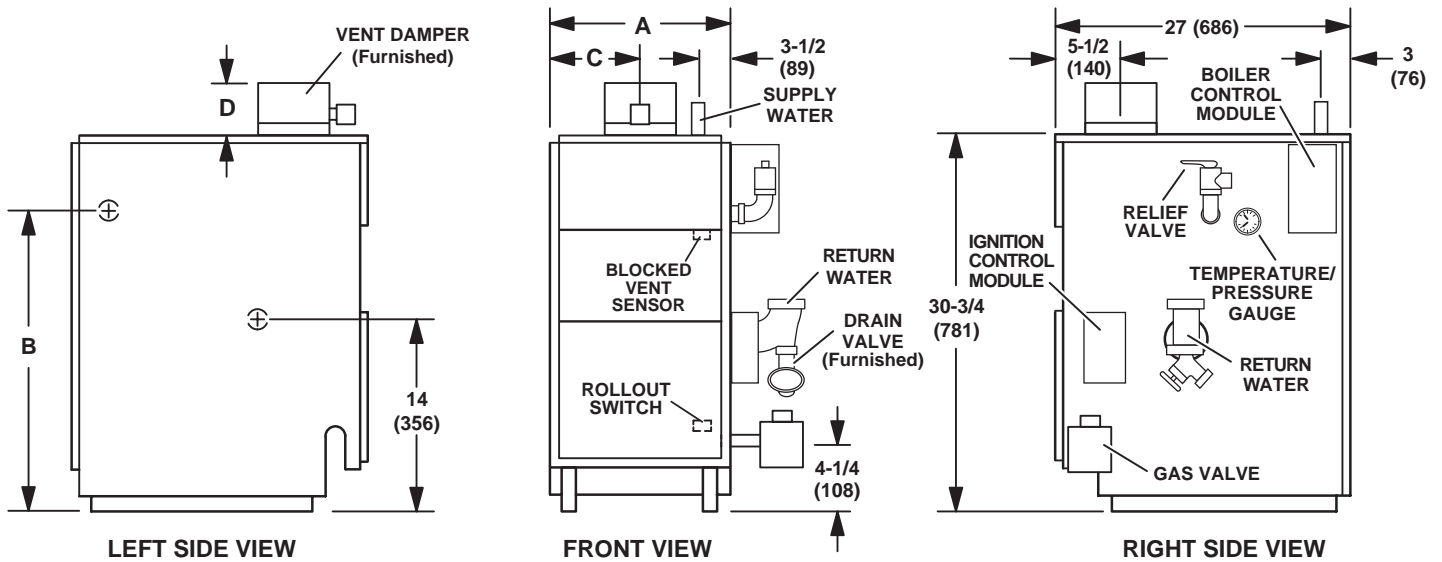 VENT DAMPER
(Furnished)
D
B
14
(356)
LEFT SIDE VIEW
A
C
3-1/2
(89)
SUPPLY
WATER
BLOCKED
VENT
SENSOR
RETURN
WATER
DRAIN
VALVE
(Furnished)
ROLLOUT
SWITCH
4-1/4
(108)
FRONT VIEW
27 (686)
5-1/2
(140)
3
(76)
BOILER
CONTROL
MODULE
RELIEF
VALVE
IGNITION
CONTROL
MODULE
TEMPERATURE/
PRESSURE
GAUGE
30-3/4
(781)
RETURN
WATER
GAS VALVE
RIGHT SIDE VIEW